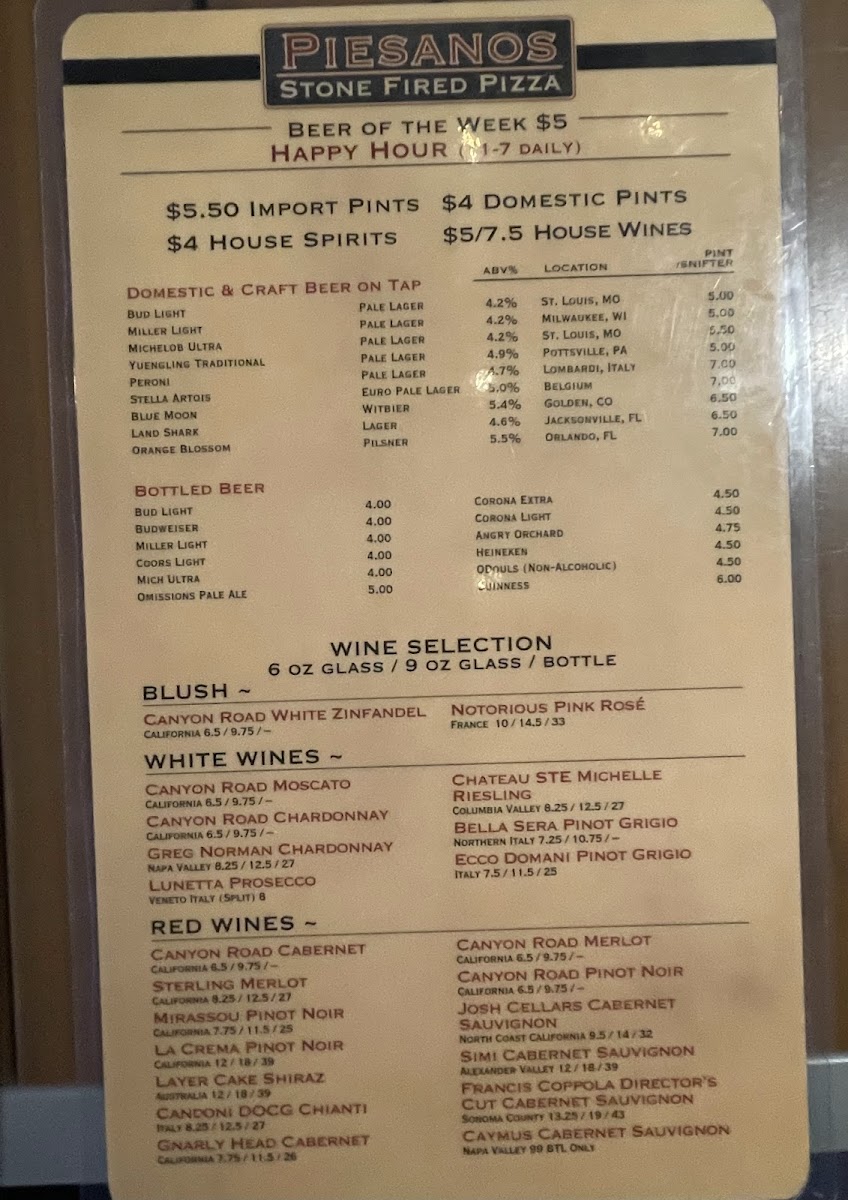 PIESANOS
STONE FIRED PIZZA
BEER OF THE WEEK $5
HAPPY HOUR ( 1-7 DAILY)
$5.50 IMPORT PINTS $4 DOMESTIC PINTS
$4 HOUSE SPIRITS $5/7.5 HOUSE WINES
ABV% LOCATION PINT /SNIFTER
DOMESTIC & CRAFT BEER ON TAP
BUD LIGHT PALE LAGER 4.2% ST. LOUIS, MO 5.00
MILLER LIGHT PALE LAGER 4.2% MILWAUKEE, WI 5.00
MICHELOB ULTRA PALE LAGER 4.2% ST. LOUIS, MO 5.50
YUENGLING TRADITIONAL PALE LAGER 4.9% POTTSVILLE, PA 5.00
PERONI PALE LAGER 4.7% LOMBARDI, ITALY 7.00
STELLA ARTOIS EURO PALE LAGER 5.0% BELGIUM 7.00
BLUE MOON WITBIER 5.4% GOLDEN, CO 6.50
LAND SHARK LAGER 4.6% JACKSONVILLE, FL 6.50
ORANGE BLOSSOM PILSNER 5.5% ORLANDO, FL 7.00
BOTTLED BEER
BUD LIGHT 4.00 CORONA EXTRA 4.50
BUDWEISER 4.00 CORONA LIGHT 4.50
MILLER LIGHT 4.00 ANGRY ORCHARD 4.75
COORS LIGHT 4.00 HEINEKEN 4.50
MICH ULTRA 4.00 ODOULS (NON-ALCOHOLIC) 4.50
OMISSIONS PALE ALE 5.00 GUINNESS 6.00
WINE SELECTION
6 OZ GLASS / 9 OZ GLASS / BOTTLE
BLUSH ~
CANYON ROAD WHITE ZINFANDEL
CALIFORNIA 6.5 / 9.75 / –
NOTORIOUS PINK ROSÉ
FRANCE 10 / 14.5 / 33
WHITE WINES ~
CANYON ROAD MOSCATO
CALIFORNIA 6.5 / 9.75 / –
CANYON ROAD CHARDONNAY
CALIFORNIA 6.5 / 9.75 / –
GREG NORMAN CHARDONNAY
NAPA VALLEY 8.25 / 12.5 / 27
LUNETTA PROSECCO
VENETO ITALY (SPLIT) 8
CHATEAU STE MICHELLE
RIESLING
COLUMBIA VALLEY 8.25 / 12.5 / 27
BELLA SERA PINOT GRIGIO
NORTHERN ITALY 7.25 / 10.75 / –
ECCO DOMANI PINOT GRIGIO
ITALY 7.5 / 11.5 / 25
RED WINES ~
CANYON ROAD CABERNET
CALIFORNIA 6.5 / 9.75 / –
STERLING MERLOT
CALIFORNIA 8.25 / 12.5 / 27
MIRASSOU PINOT NOIR
CALIFORNIA 7.75 / 11.5 / 25
LA CREMA PINOT NOIR
CALIFORNIA 12 / 18 / 39
LAYER CAKE SHIRAZ
AUSTRALIA 12 / 18 / 39
CANDONI DOCG CHIANTI
ITALY 8.25 / 12.5 / 27
GNARLY HEAD CABERNET
CALIFORNIA 7.75 / 11.5 / 26
CANYON ROAD MERLOT
CALIFORNIA 6.5 / 9.75 / –
CANYON ROAD PINOT NOIR
CALIFORNIA 6.5 / 9.75 / –
JOSH CELLARS CABERNET
SAUVIGNON
NORTH COAST CALIFORNIA 9.5 / 14 / 32
SIMI CABERNET SAUVIGNON
ALEXANDER VALLEY 12 / 18 / 39
FRANCIS COPPOLA DIRECTOR'S
CUT CABERNET SAUVIGNON
SONOMA COUNTY 13.25 / 19 / 43
CAYMUS CABERNET SAUVIGNON
NAPA VALLEY 99 BTL ONLY